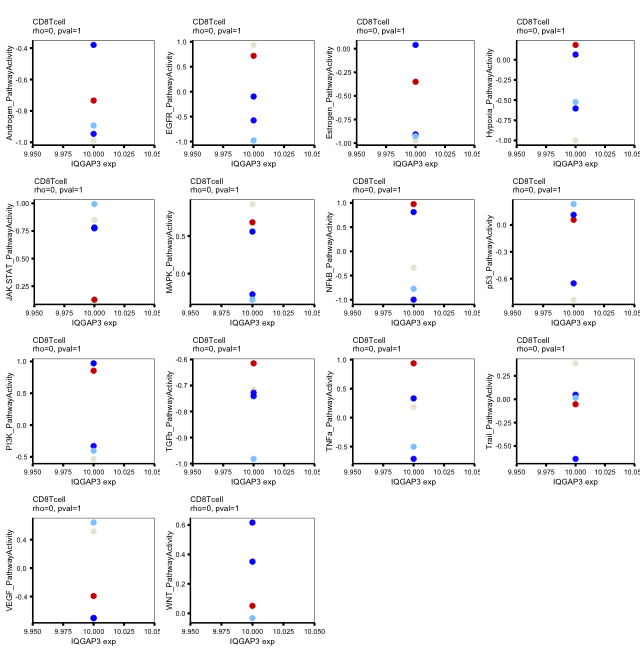 CD8Tcell
rho=0, pval=1
Androgen_PathwayActivity
-0.4
-0.6
-0.8
-1.0
9.950 9.975 10.000 10.025 10.05
IQGAP3 exp
CD8Tcell
rho=0, pval=1
EGFR_PathwayActivity
1.0
0.5
0.0
-0.5
-1.0
9.950 9.975 10.000 10.025 10.05
IQGAP3 exp
CD8Tcell
rho=0, pval=1
Estrogen_PathwayActivity
0.00
-0.25
-0.50
-0.75
-1.00
9.950 9.975 10.000 10.025 10.05
IQGAP3 exp
CD8Tcell
rho=0, pval=1
Hypoxia_PathwayActivity
0.00
-0.25
-0.50
-0.75
-1.00
9.950 9.975 10.000 10.025 10.05
IQGAP3 exp
CD8Tcell
rho=0, pval=1
JAK.STAT_PathwayActivity
1.00
0.75
0.50
0.25
9.950 9.975 10.000 10.025 10.05
IQGAP3 exp
CD8Tcell
rho=0, pval=1
MAPK_PathwayActivity
0.5
0.0
9.950 9.975 10.000 10.025 10.05
IQGAP3 exp
CD8Tcell
rho=0, pval=1
NFkB_PathwayActivity
1.0
0.5
0.0
-0.5
-1.0
9.950 9.975 10.000 10.025 10.05
IQGAP3 exp
CD8Tcell
rho=0, pval=1
p53_PathwayActivity
0.0
-0.3
-0.6
9.950 9.975 10.000 10.025 10.05
IQGAP3 exp
CD8Tcell
rho=0, pval=1
PI3K_PathwayActivity
1.0
0.5
0.0
-0.5
9.950 9.975 10.000 10.025 10.05
IQGAP3 exp
CD8Tcell
rho=0, pval=1
TGFb_PathwayActivity
-0.6
-0.7
-0.8
-0.9
-1.0
9.950 9.975 10.000 10.025 10.05
IQGAP3 exp
CD8Tcell
rho=0, pval=1
TNFa_PathwayActivity
1.0
0.5
0.0
-0.5
9.950 9.975 10.000 10.025 10.05
IQGAP3 exp
CD8Tcell
rho=0, pval=1
Trail_PathwayActivity
0.25
0.00
-0.25
-0.50
9.950 9.975 10.000 10.025 10.05
IQGAP3 exp
CD8Tcell
rho=0, pval=1
VEGF_PathwayActivity
0.4
0.0
-0.4
9.950 9.975 10.000 10.025 10.05
IQGAP3 exp
CD8Tcell
rho=0, pval=1
WNT_PathwayActivity
0.6
0.4
0.2
0.0
9.950 9.975 10.000 10.025 10.050
IQGAP3 exp